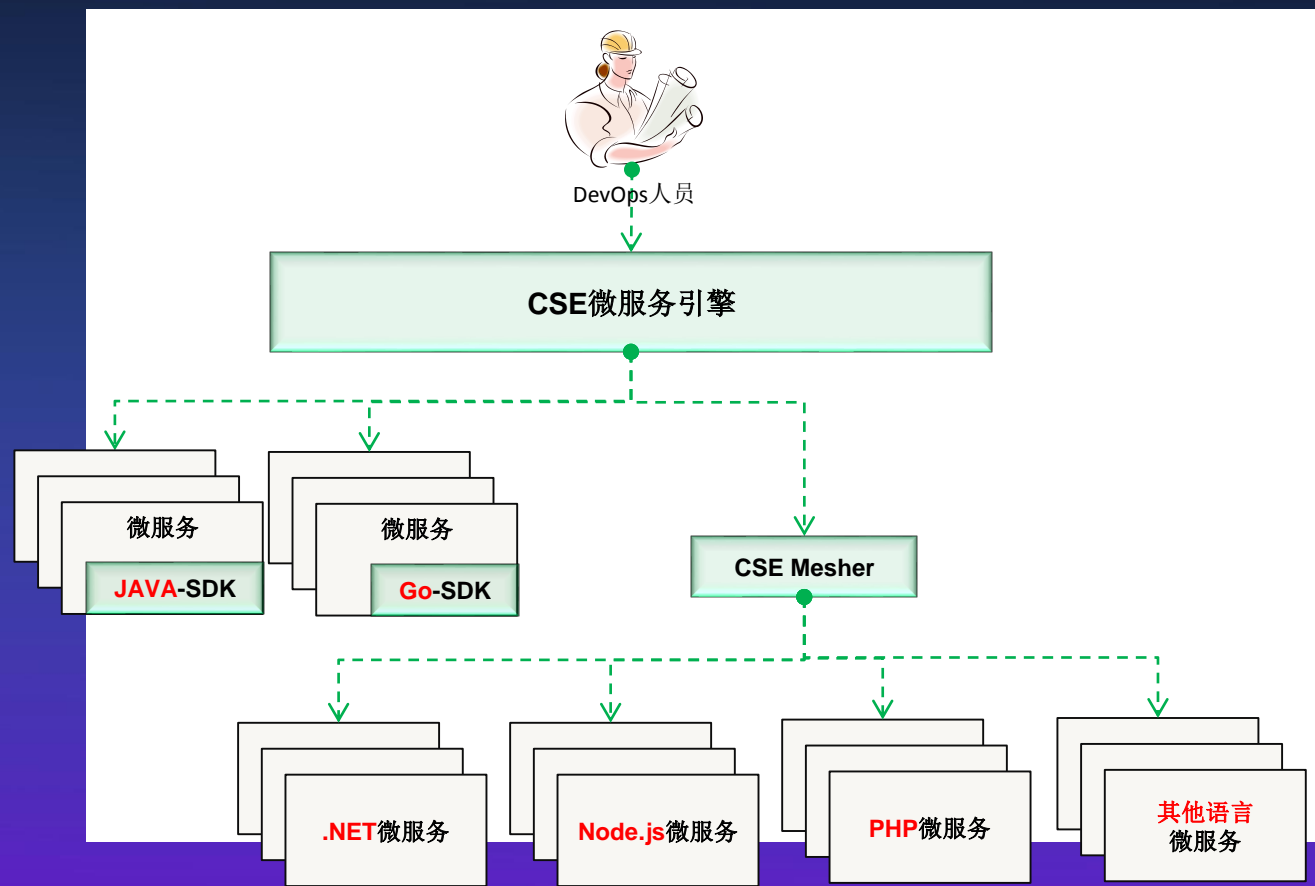 DevOps人员
CSE微服务引擎
微服务
JAVA-SDK
微服务
Go-SDK
CSE Mesher
.NET微服务
Node.js微服务
PHP微服务
其他语言
微服务